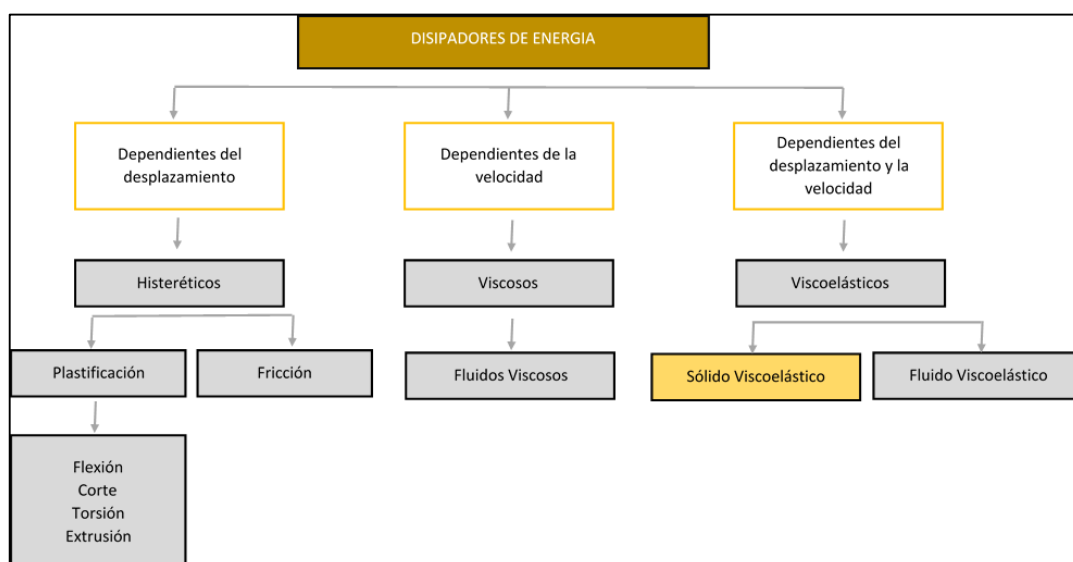 DISIPADORES DE ENERGIA
Dependientes del
desplazamiento
Dependientes de la
velocidad
Dependientes del
desplazamiento y la
velocidad
Histeréticos
Viscosos
Viscoelásticos
Plastificación
Fricción
Fluidos Viscosos
Sólido Viscoelástico
Fluido Viscoelástico
Flexión
Corte
Torsión
Extrusión